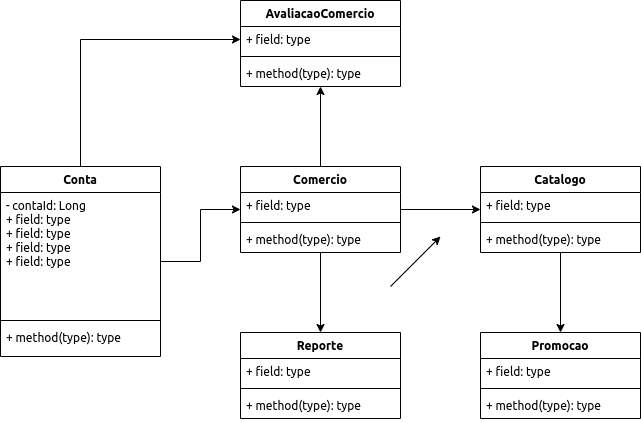 AvaliacaoComercio
+ field: type
+ method(type): type
Conta
- contaId: Long
+ field: type
+ field: type
+ field: type
+ field: type
+ method(type): type
Comercio
+ field: type
+ method(type): type
Catalogo
+ field: type
+ method(type): type
Reporte
+ field: type
+ method(type): type
Promocao
+ field: type
+ method(type): type